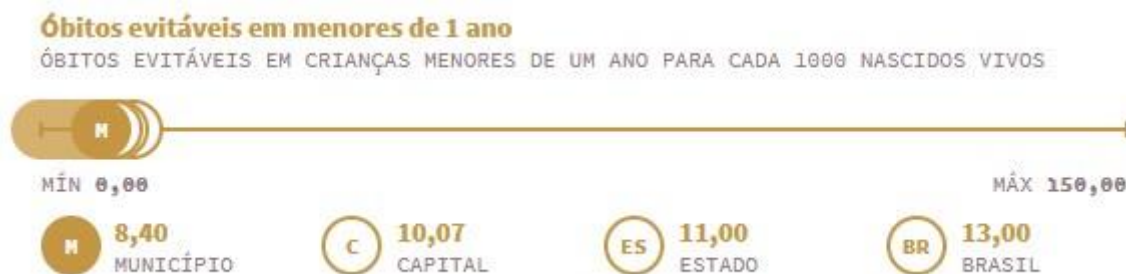 Óbitos evitáveis em menores de 1 ano
ÓBITOS EVITÁVEIS EM CRIANÇAS MENORES DE UM ANO PARA CADA 1000 NASCIDOS VIVOS
M
MÍN 0,00
MÁX 150,00
M 8,40 MUNICÍPIO
C 10,07 CAPITAL
ES 11,00 ESTADO
BR 13,00 BRASIL